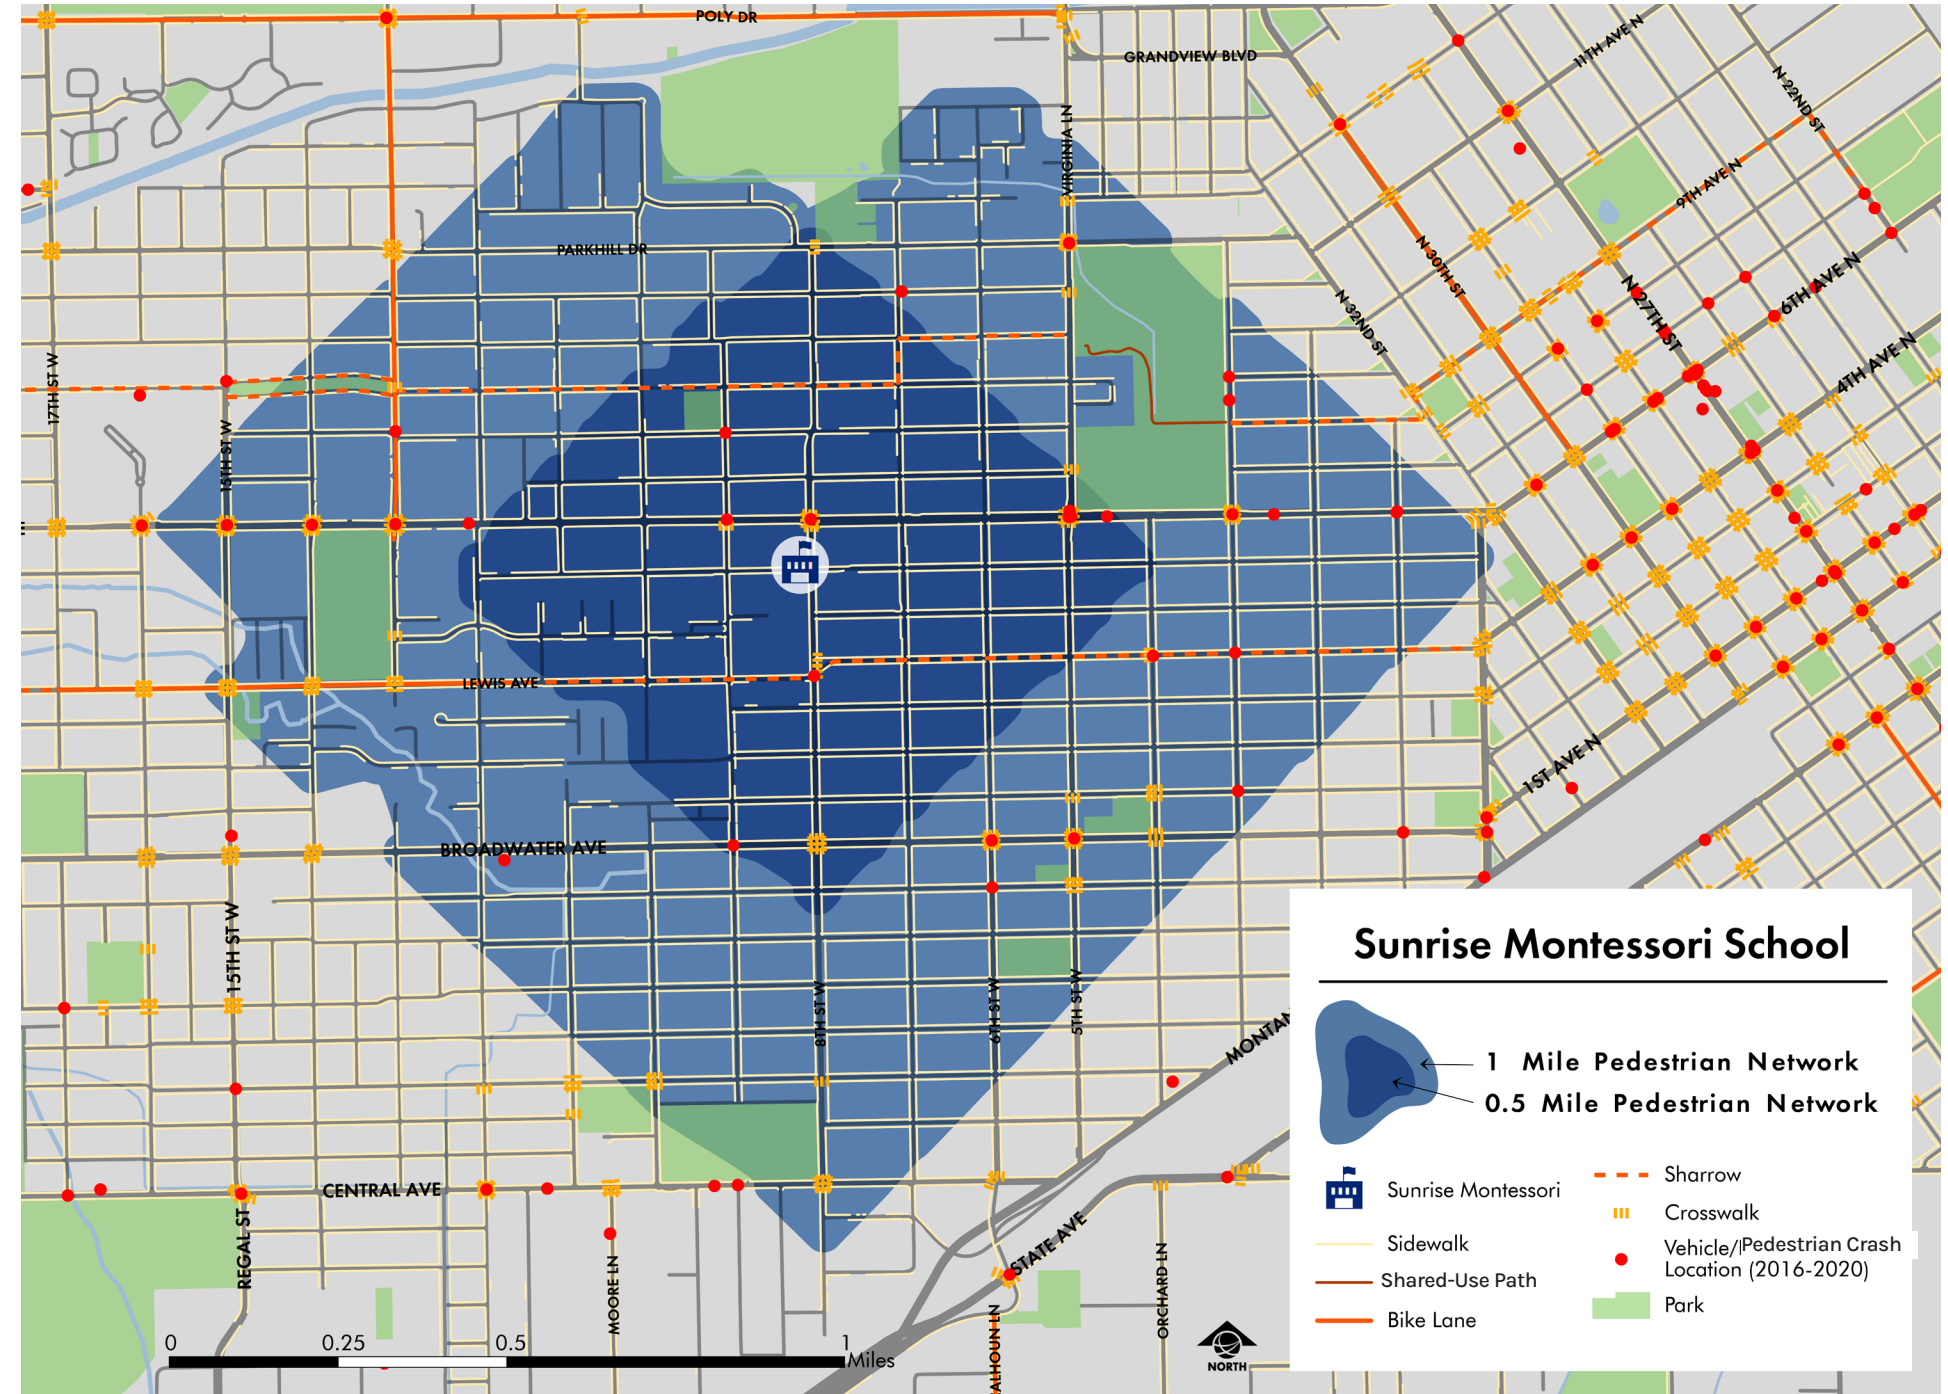 POLY DR
GRANDVIEW BLVD
11TH AVE N
N 22ND ST
VIRGINIA LN
9TH AVE N
PARKHILL DR
N 30TH ST
N 27TH ST
6TH AVE N
N 32ND ST
4TH AVE N
17TH ST W
15TH ST W
LEWIS AVE
1ST AVE N
BROADWATER AVE
15TH ST W
8TH ST W
6TH ST W
5TH ST W
MONTAN
CENTRAL AVE
REGAL ST
MOORE LN
STATE AVE
ORCHARD LN
ALHOUN LN
0 0.25 0.5 1
Miles
NORTH
Sunrise Montessori School
1 Mile Pedestrian Network
0.5 Mile Pedestrian Network
Sunrise Montessori
Sidewalk
Shared-Use Path
Bike Lane
Sharrow
Crosswalk
Vehicle/Pedestrian Crash
Location (2016-2020)
Park